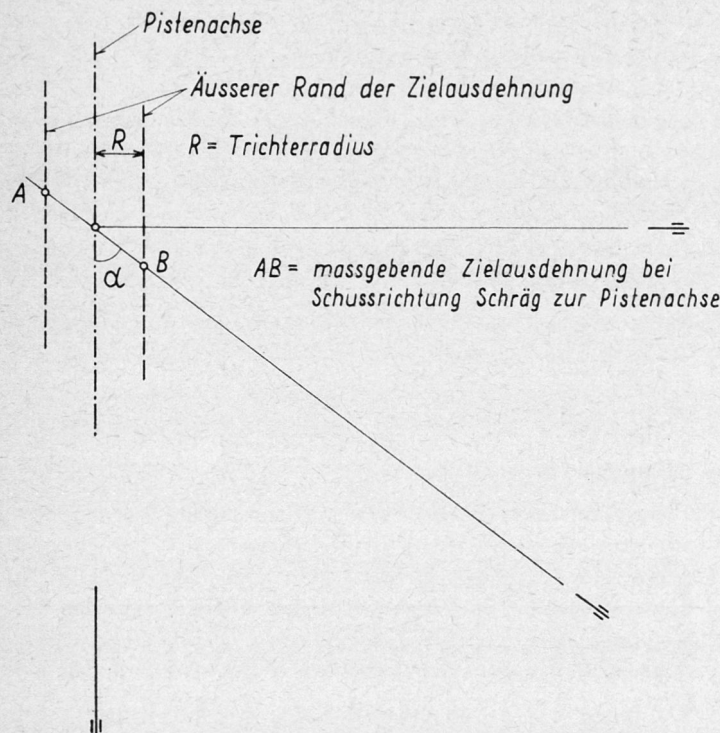 Pistenachse
Äusserer Rand der Zielausdehnung
R
R = Trichterradius
A
α
B
AB = massgebende Zielausdehnung bei
Schussrichtung Schräg zur Pistenachse